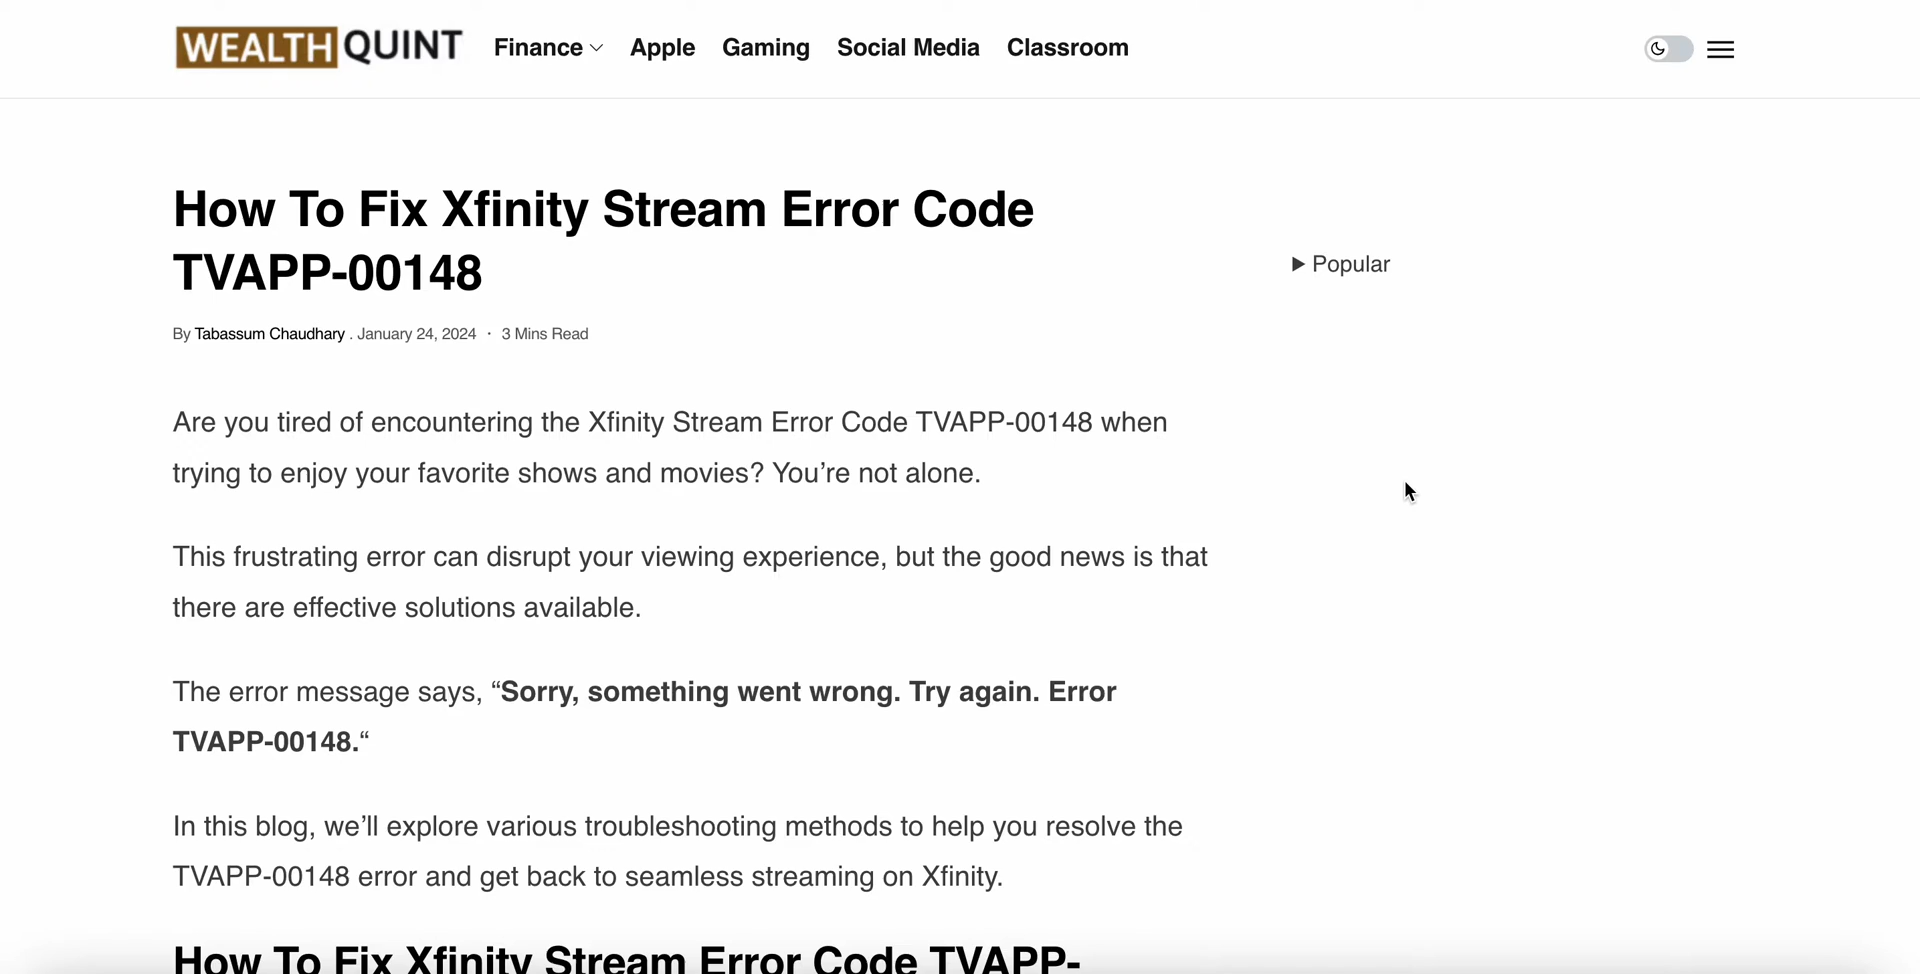 WEALTH QUINT Finance Apple Gaming Social Media Classroom
How To Fix Xfinity Stream Error Code
TVAPP-00148
Popular
By Tabassum Chaudhary . January 24, 2024 · 3 Mins Read
Are you tired of encountering the Xfinity Stream Error Code TVAPP-00148 when
trying to enjoy your favorite shows and movies? You’re not alone.
This frustrating error can disrupt your viewing experience, but the good news is that
there are effective solutions available.
The error message says, “Sorry, something went wrong. Try again. Error
TVAPP-00148.“
In this blog, we’ll explore various troubleshooting methods to help you resolve the
TVAPP-00148 error and get back to seamless streaming on Xfinity.
How To Fix Xfinity Stream Error Code TVAPP-